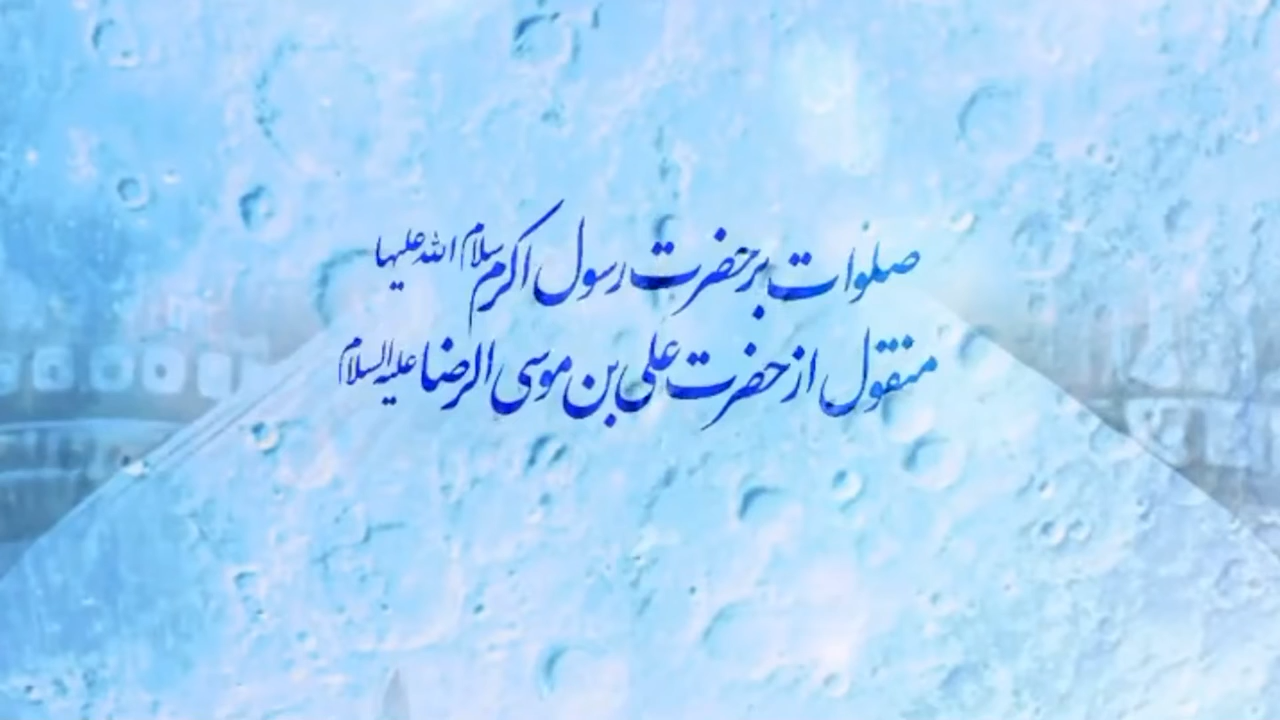 صلوات بر حضرت رسول اکرم سلام الله علیها
منقول از حضرت علی بن موسی الرضا علیه السلام